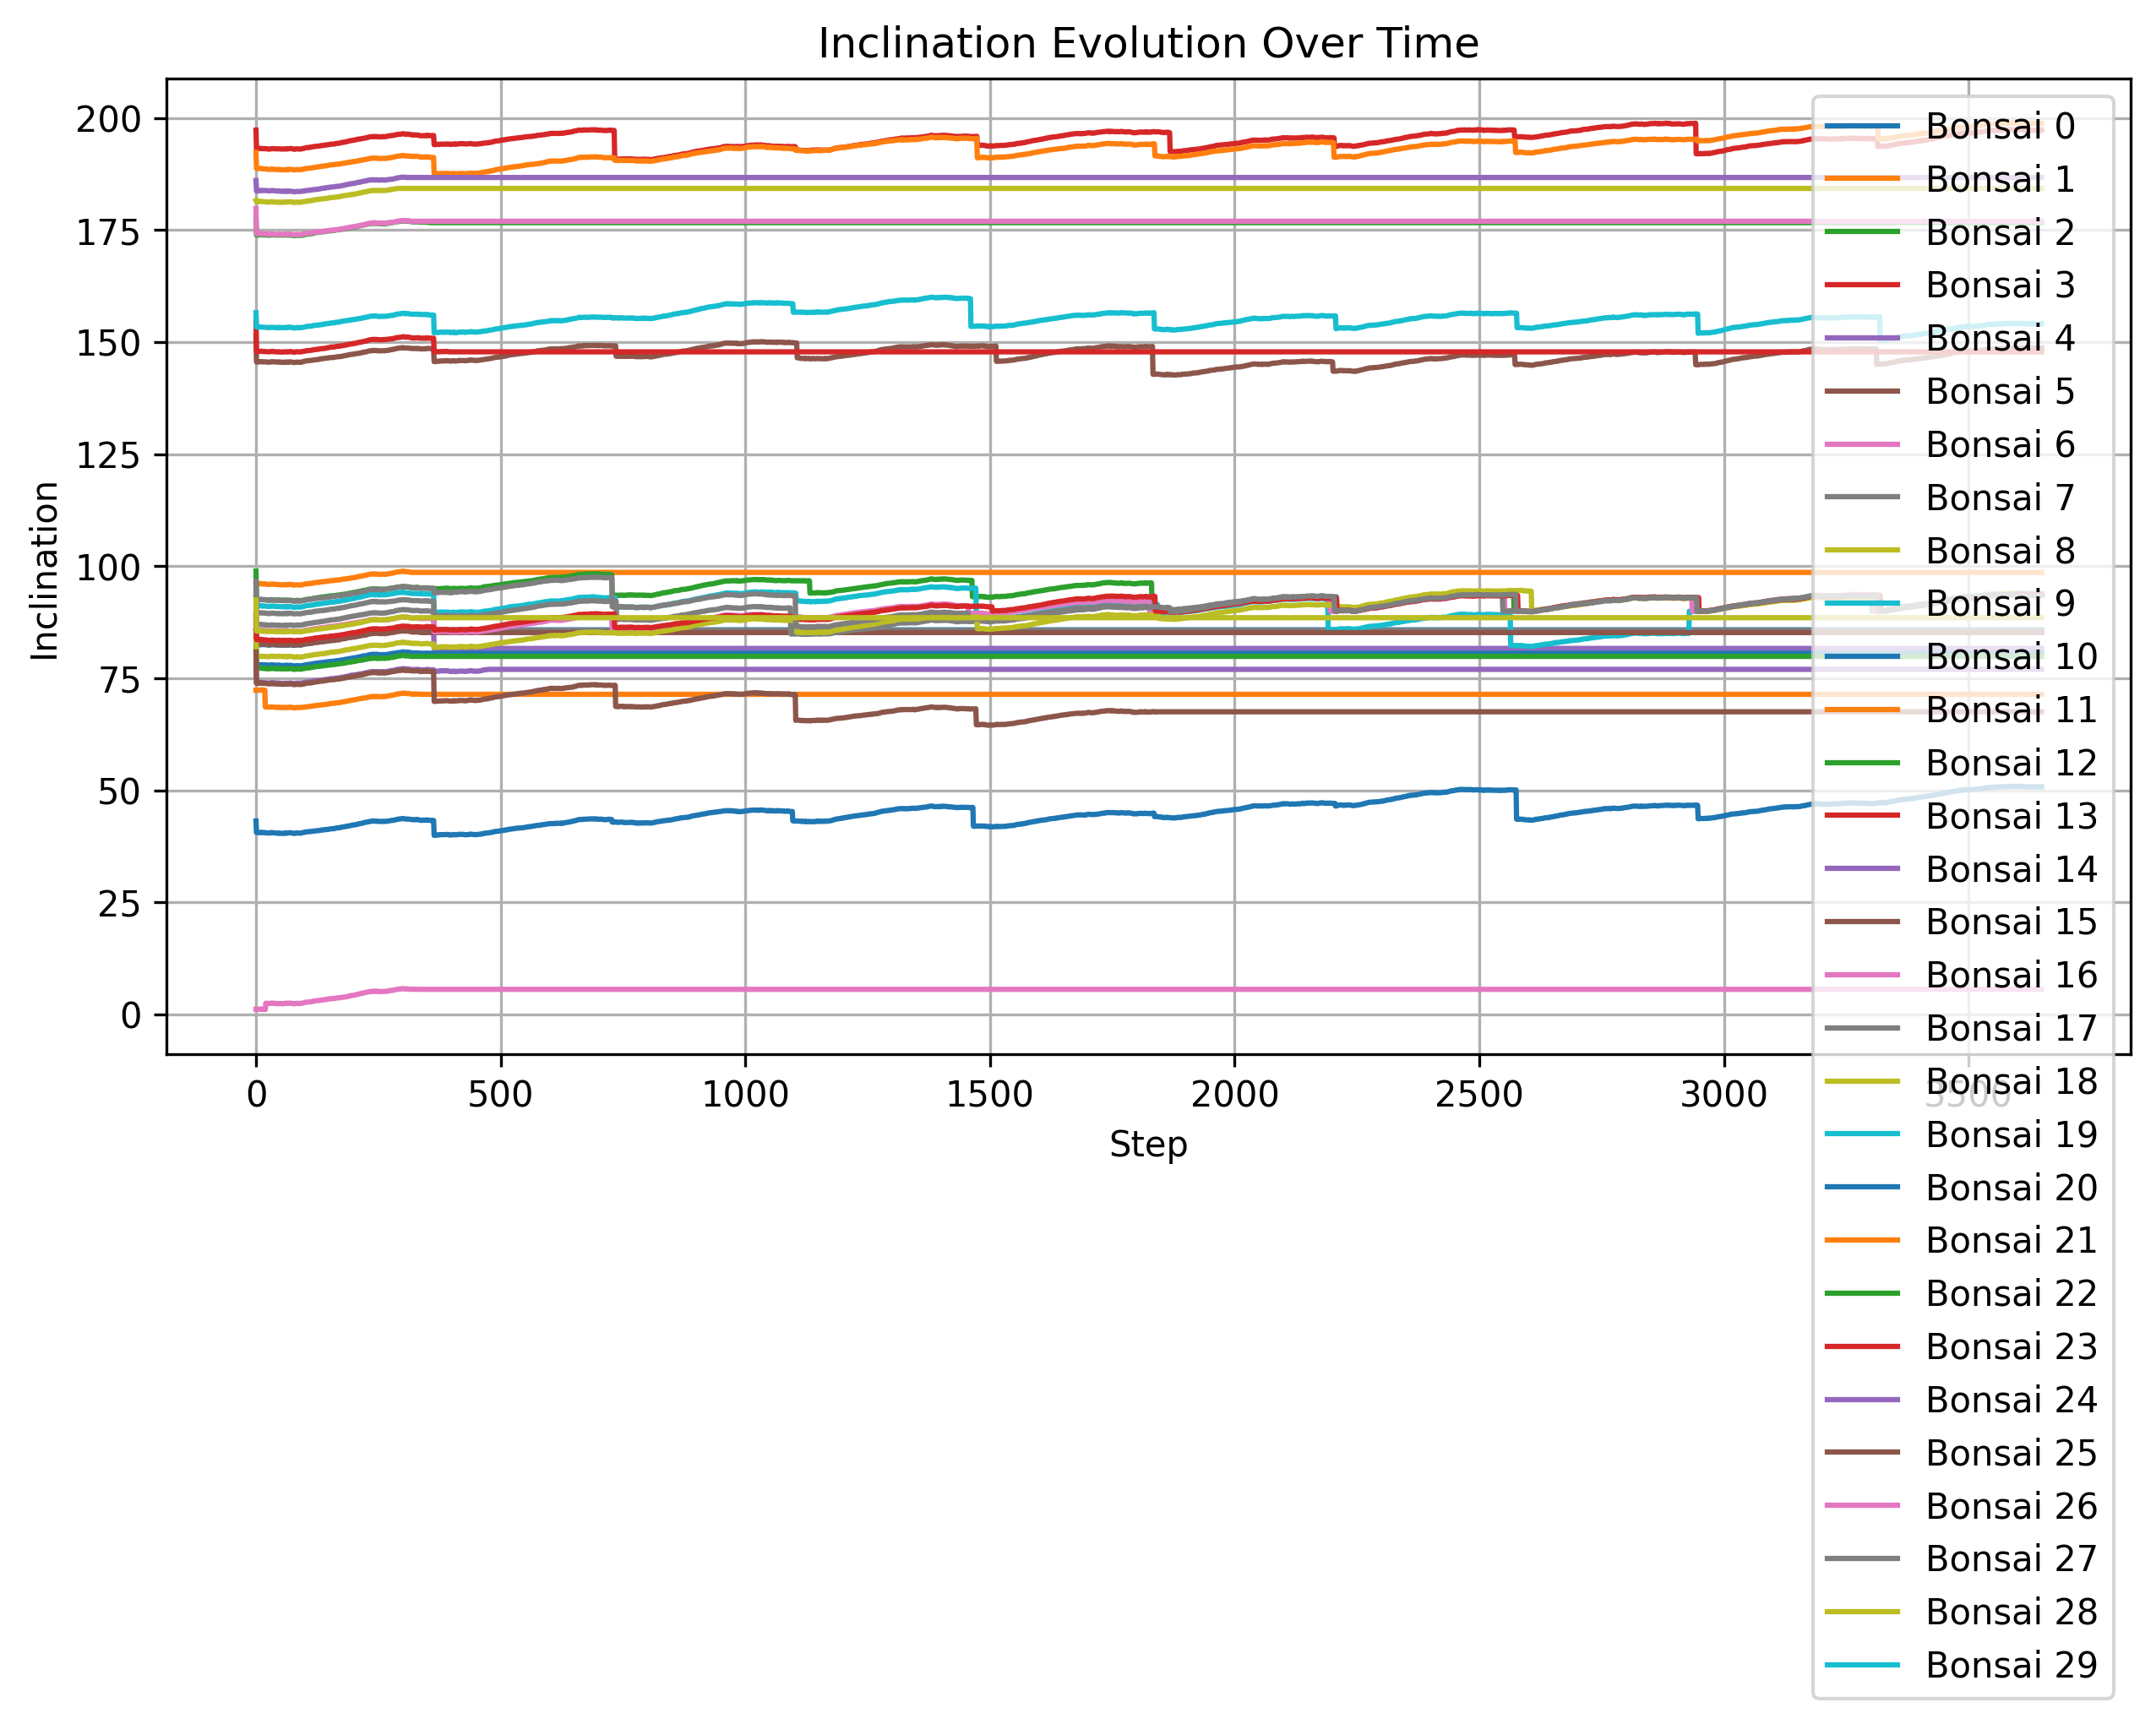 Inclination Evolution Over Time
Inclination
200
175
150
125
100
75
50
25
0
0
500
1000
1500
2000
2500
3000
3500
Step
Bonsai 0
Bonsai 1
Bonsai 2
Bonsai 3
Bonsai 4
Bonsai 5
Bonsai 6
Bonsai 7
Bonsai 8
Bonsai 9
Bonsai 10
Bonsai 11
Bonsai 12
Bonsai 13
Bonsai 14
Bonsai 15
Bonsai 16
Bonsai 17
Bonsai 18
Bonsai 19
Bonsai 20
Bonsai 21
Bonsai 22
Bonsai 23
Bonsai 24
Bonsai 25
Bonsai 26
Bonsai 27
Bonsai 28
Bonsai 29